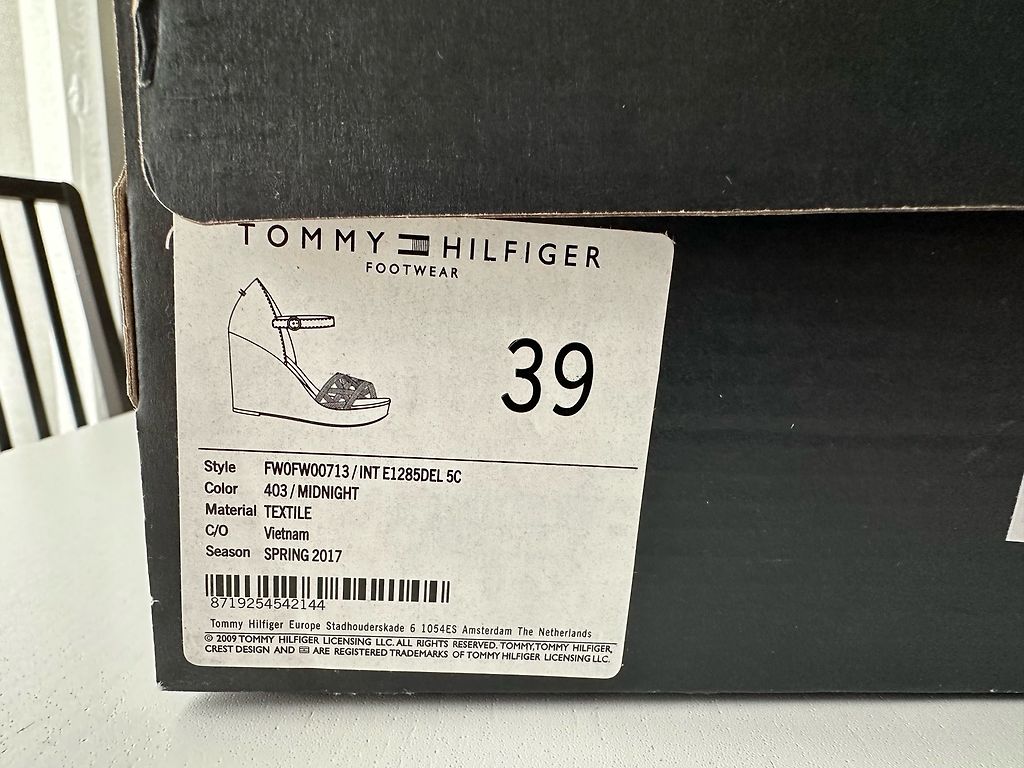 TOMMY HILFIGER
FOOTWEAR
39
Style FW0FW00713 / INT E1285DEL 5C
Color 403 / MIDNIGHT
Material TEXTILE
C/O Vietnam
Season SPRING 2017
8719254542144
Tommy Hilfiger Europe Stadhouderskade 6 1054ES Amsterdam The Netherlands
© 2009 TOMMY HILFIGER LICENSING LLC. ALL RIGHTS RESERVED. TOMMY, TOMMY HILFIGER,
CREST DESIGN AND ARE REGISTERED TRADEMARKS OF TOMMY HILFIGER LICENSING LLC.